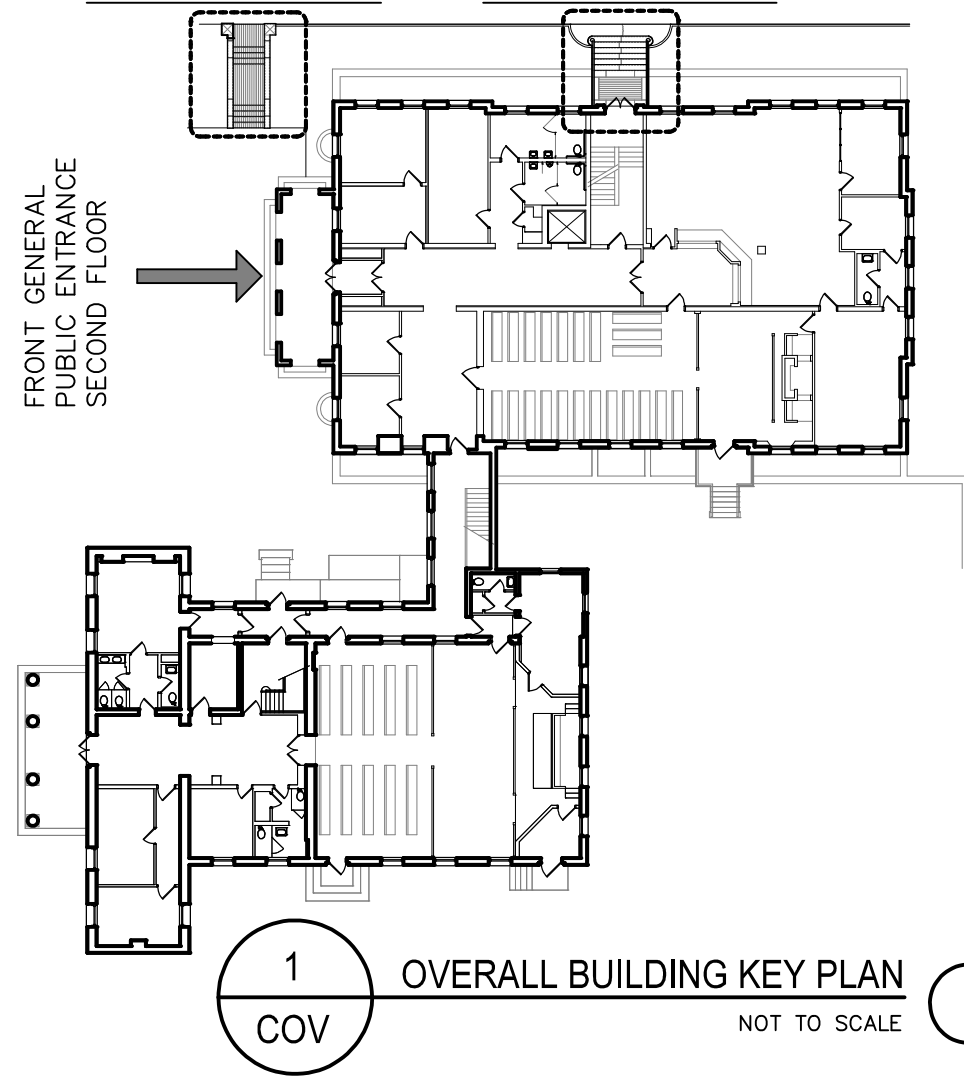 FRONT GENERAL
PUBLIC ENTRANCE
SECOND FLOOR
1
COV
OVERALL BUILDING KEY PLAN
NOT TO SCALE